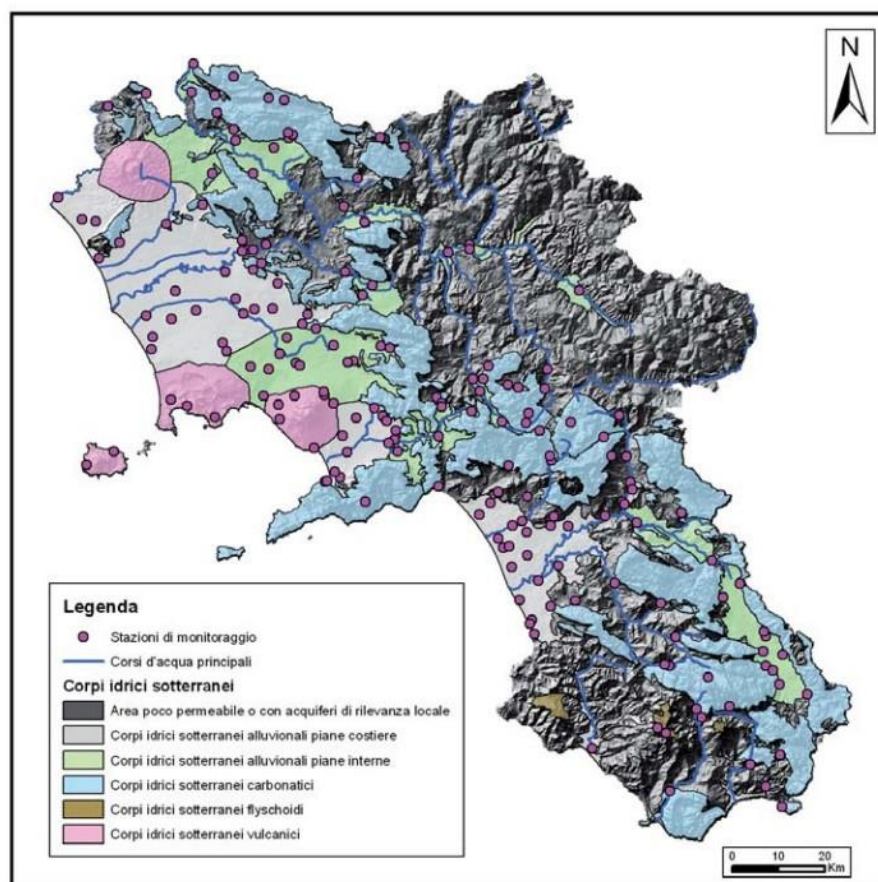 N
Legenda
Stazioni di monitoraggio
Corsi d'acqua principali
Corpi idrici sotterranei
Area poco permeabile o con acquiferi di rilevanza locale
Corpi idrici sotterranei alluvionali piane costiere
Corpi idrici sotterranei alluvionali piane interne
Corpi idrici sotterranei carbonatici
Corpi idrici sotterranei flyschoidi
Corpi idrici sotterranei vulcanici
0 10 20
Km